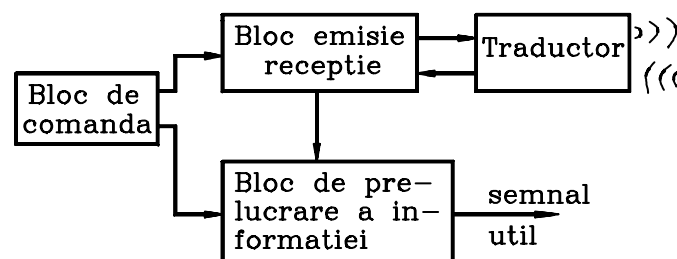 Bloc emisie
receptie
Traductor
Bloc de
comanda
Bloc de pre-
lucrare a in-
formatiei
semnal
util